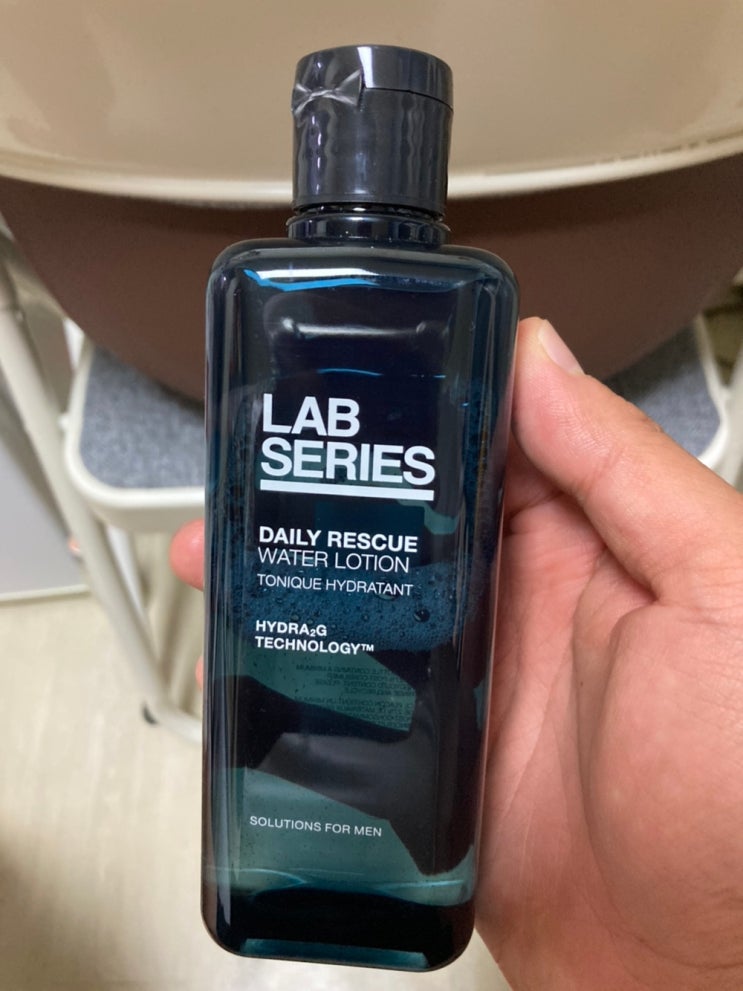 LAB
SERIES
DAILY RESCUE
WATER LOTION
TONIQUE HYDRATANT
HYDRA₂G
TECHNOLOGY™
SOLUTIONS FOR MEN